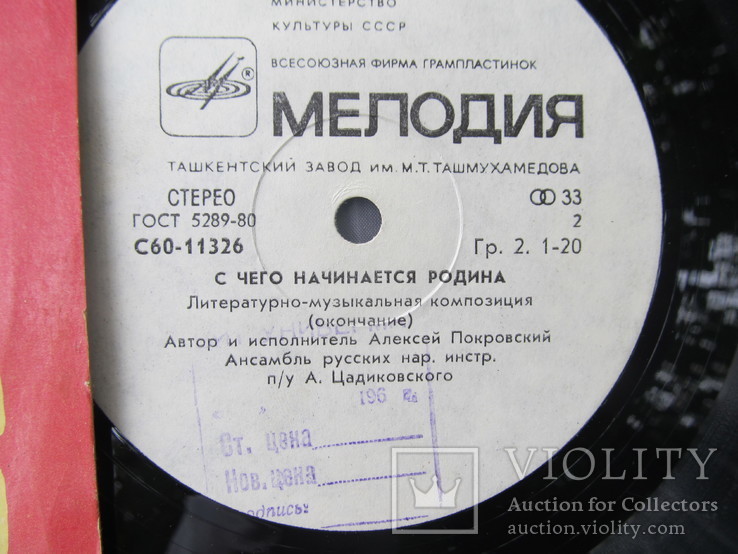 МИНИСТЕРСТВО
КУЛЬТУРЫ СССР
ВСЕСОЮЗНАЯ ФИРМА ГРАМПЛАСТИНОК
®
МЕЛОДИЯ
ТАШКЕНТСКИЙ ЗАВОД ИМ. М.Т. ТАШМУХАМЕДОВА
СТЕРЕО
33
ГОСТ 5289-80
2
С60-11326
Гр. 2. 1-20
С ЧЕГО НАЧИНАЕТСЯ РОДИНА
Литературно-музыкальная композиция
(окончание)
Автор и исполнитель Алексей Покровский
Ансамбль русских нар. инстр.
п/у А. Цадиковского
196 г.
Ст. цена
Нов. цена
подпись
VIOLITY
Auction for Collectors
auction.violity.com